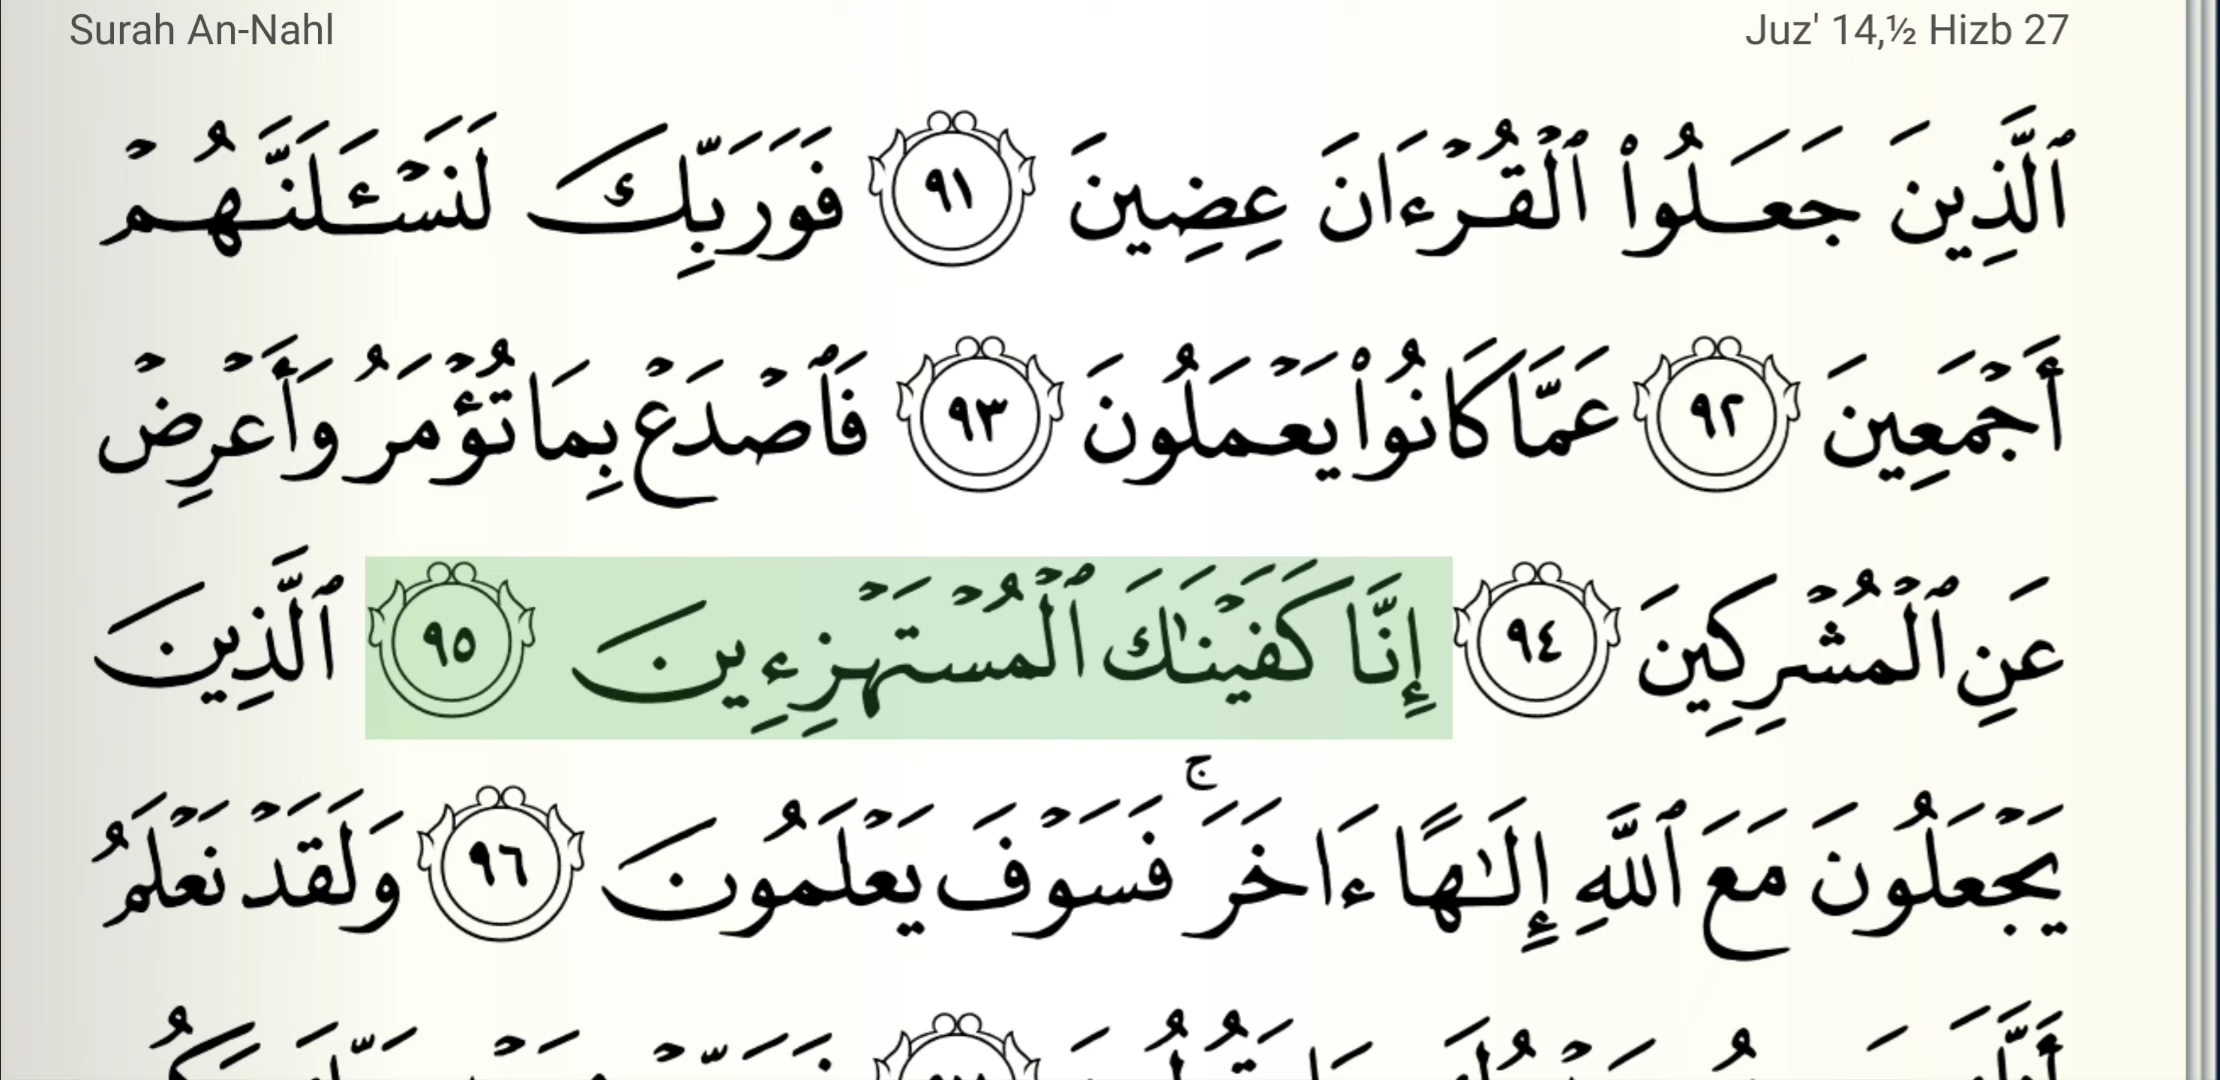 Surah An-Nahl
Juz' 14,½ Hizb 27
ٱلَّذِينَ جَعَلُوا۟ ٱلْقُرْءَانَ عِضِينَ ٩١ فَوَرَبِّكَ لَنَسْـَٔلَنَّهُمْ
أَجْمَعِينَ ٩٢ عَمَّا كَانُوا۟ يَعْمَلُونَ ٩٣ فَٱصْدَعْ بِمَا تُؤْمَرُ وَأَعْرِضْ
عَنِ ٱلْمُشْرِكِينَ ٩٤ إِنَّا كَفَيْنَـٰكَ ٱلْمُسْتَهْزِءِينَ ٩٥ ٱلَّذِينَ
يَجْعَلُونَ مَعَ ٱللَّهِ إِلَـٰهًا ءَاخَرَ ۚ فَسَوْفَ يَعْلَمُونَ ٩٦ وَلَقَدْ نَعْلَمُ